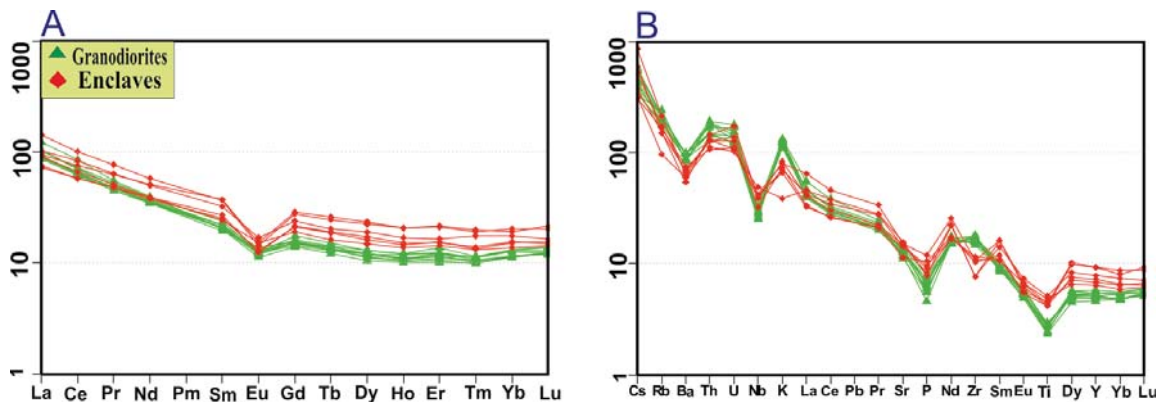 A
1000
100
10
1
Granodiorites
Enclaves
La Ce Pr Nd Pm Sm Eu Gd Tb Dy Ho Er Tm Yb Lu
B
1000
100
10
1
Cs Rb Ba Th U Nb K La Ce Pb Pr Sr P Nd Zr Sm Eu Ti Dy Y Yb Lu